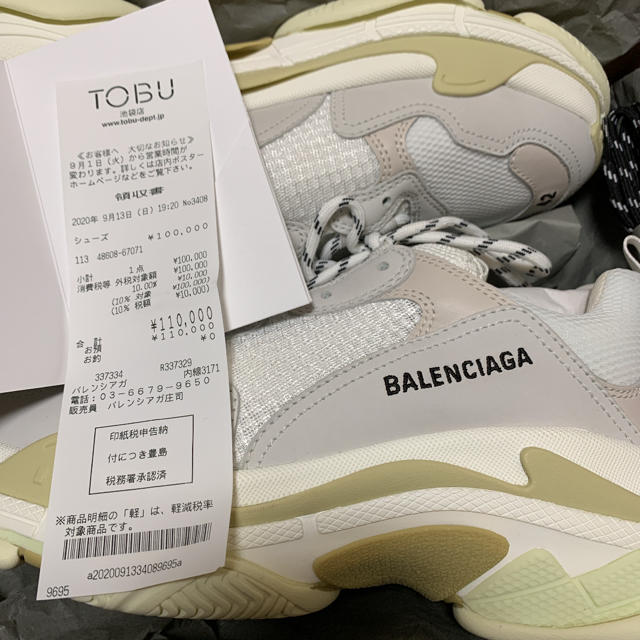 TOBU
池袋店
www.tobu-dept.jp
≪お客様へ 大切なお知らせ≫
9月1日(火)から営業時間が
変わります。詳しくは店内ポスター
ホームページなどをご覧下さい。
領収書
2020年 9月13日(日)19:20 No3408
シューズ ¥100,000
113 48608-67071
小計 1点 ¥100,000
消費税等 外税対象額 ¥100,000
10.00% ¥10,000
(10% 対象 ¥100,000)
(10% 税額 ¥10,000)
合計 ¥110,000
お預 ¥110,000
お釣 ¥0
337334 R337329
バレンシアガ 内線3171
電話:03-6679-9650
販売員 バレンシアガ庄司
印紙税申告納
付につき豊島
税務署承認済
※商品明細の「軽」は、軽減税率
対象商品です。
a2020091334089695a
9695
BALENCIAGA
42